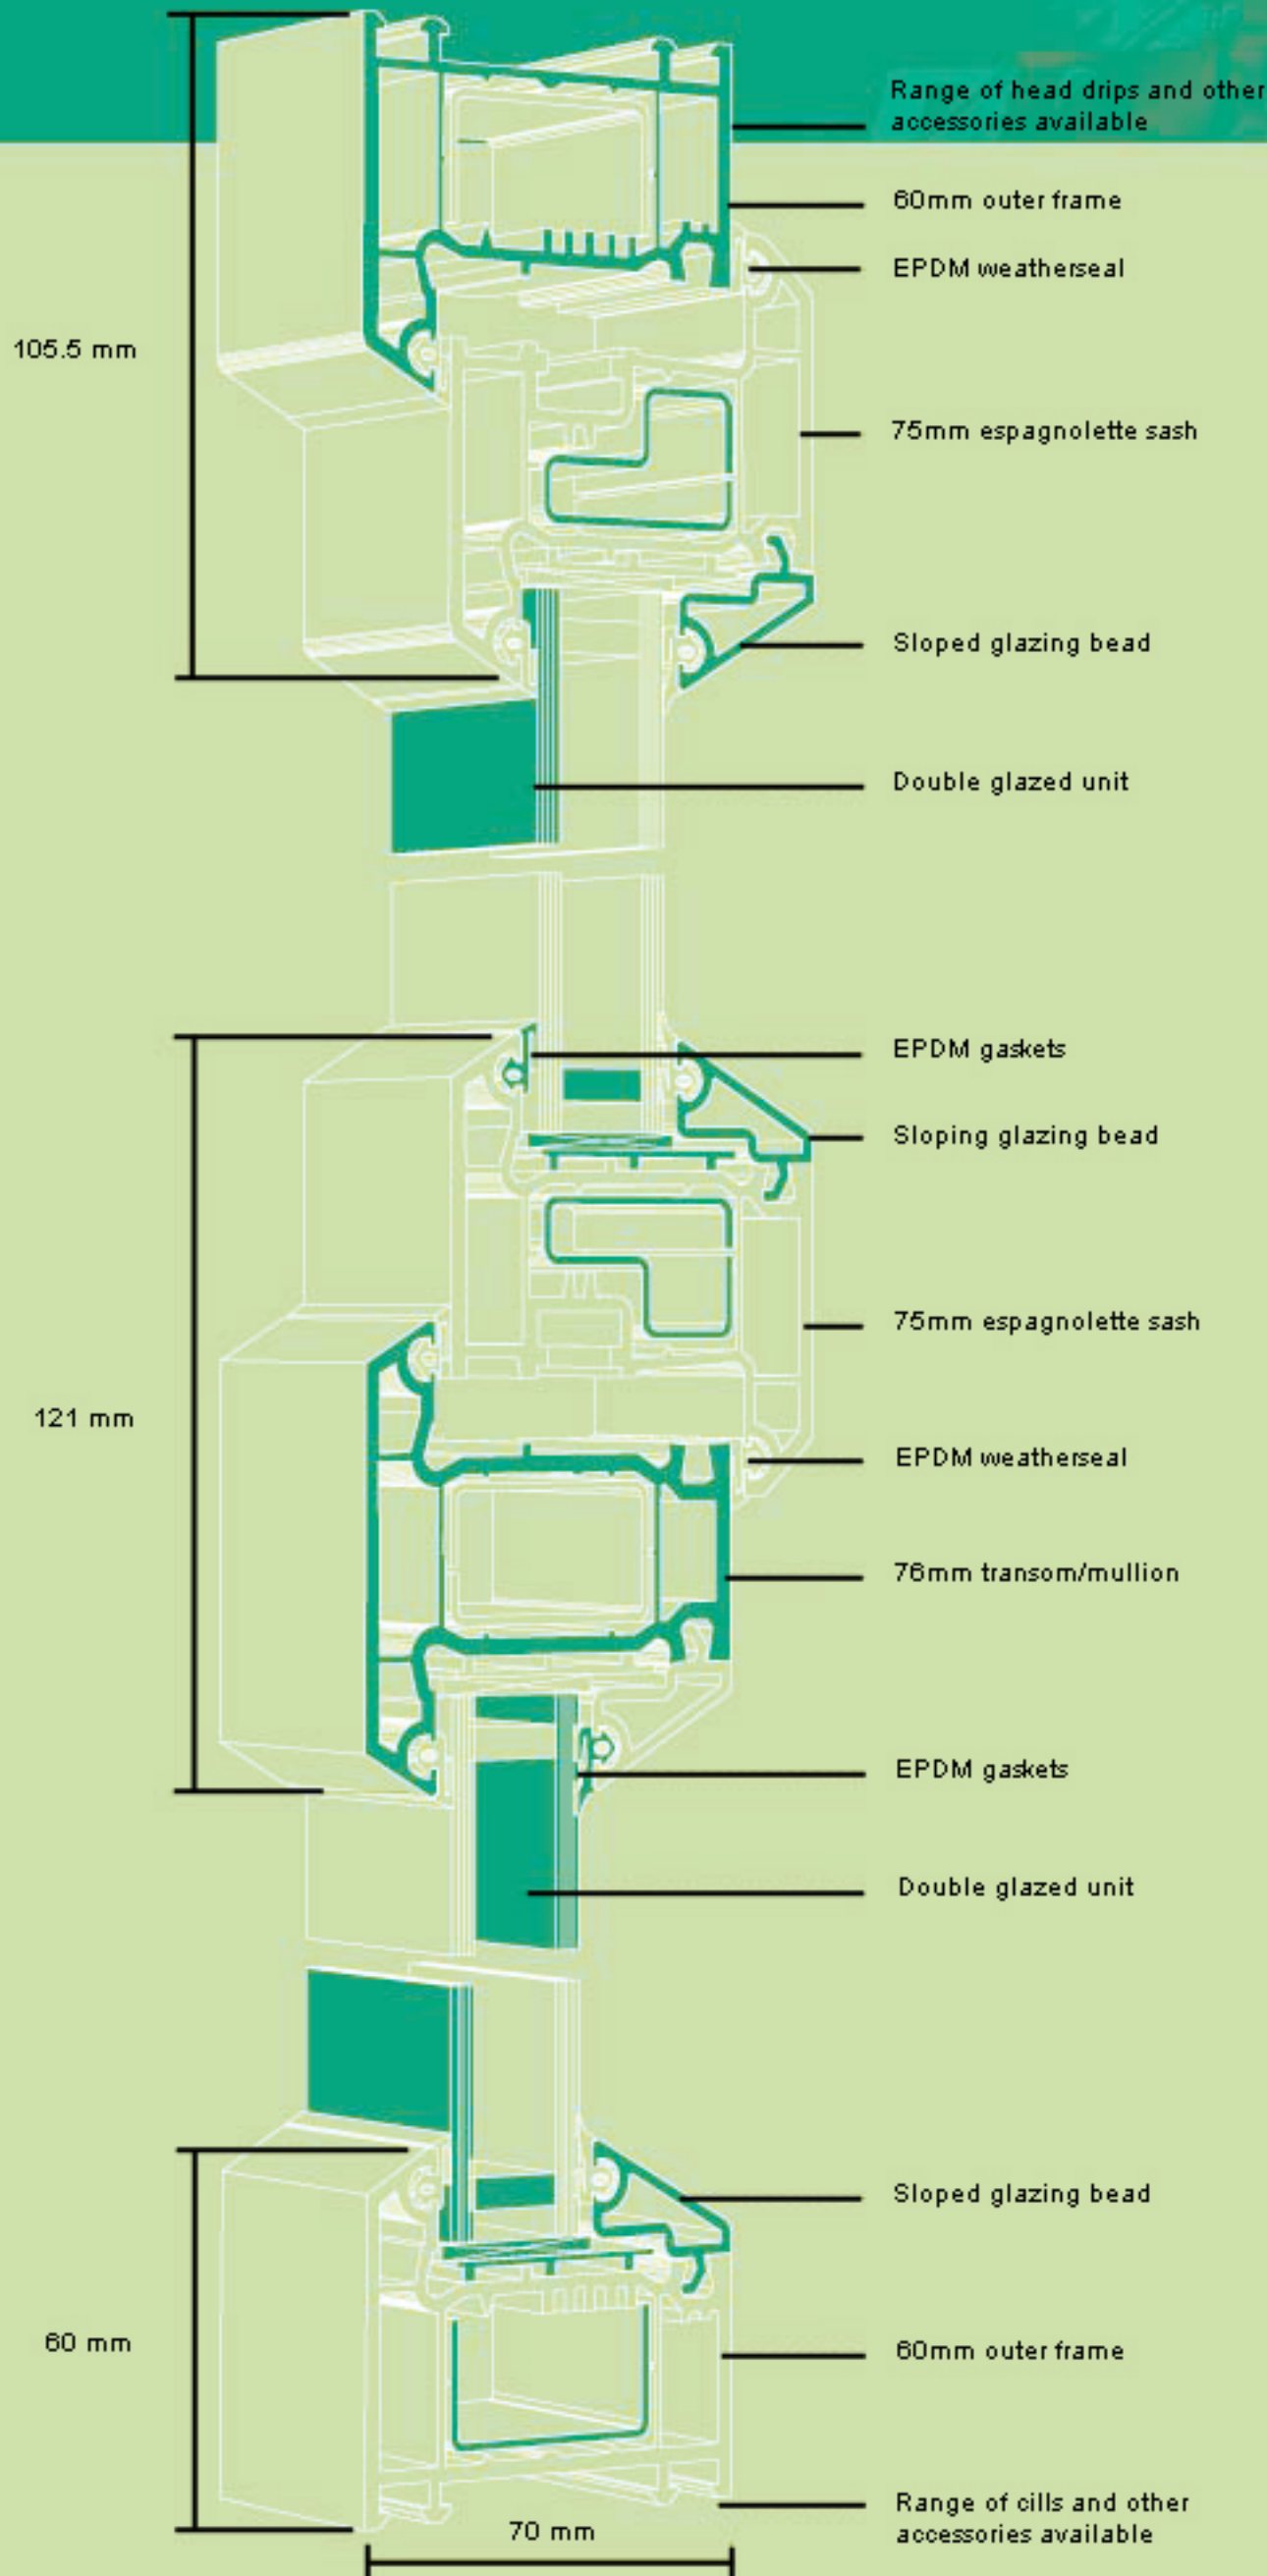 Range of head drips and other
accessories available
60mm outer frame
EPDM weatherseal
105.5 mm
75mm espagnolette sash
Sloped glazing bead
Double glazed unit
EPDM gaskets
Sloping glazing bead
75mm espagnolette sash
121 mm
EPDM weatherseal
76mm transom/mullion
EPDM gaskets
Double glazed unit
Sloped glazing bead
60 mm
60mm outer frame
Range of cills and other
accessories available
70 mm